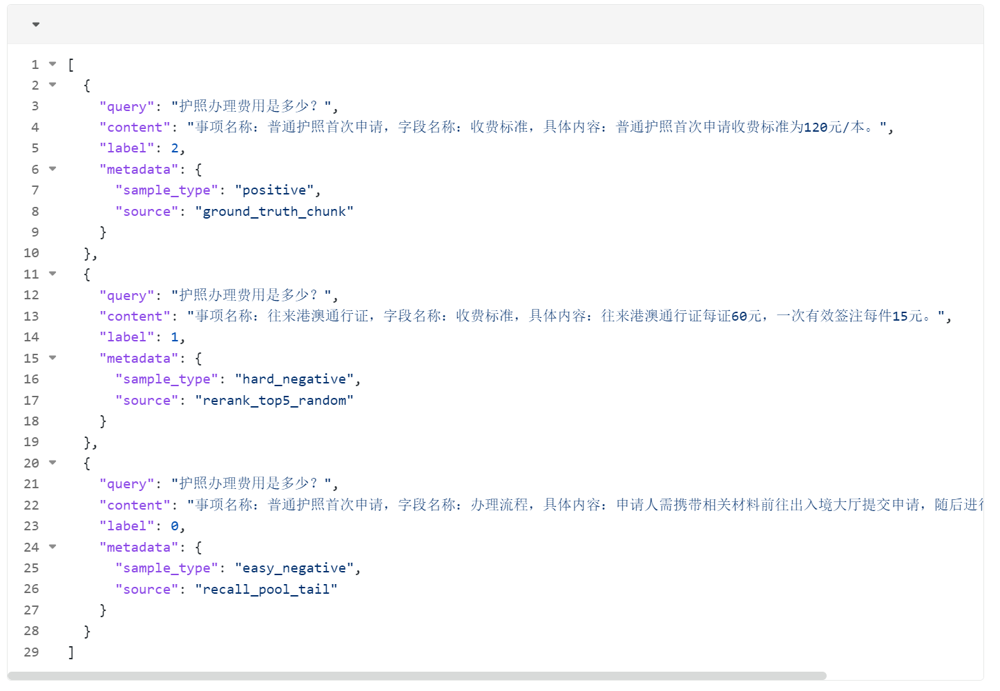 1 [
2 {
3 "query": "护照办理费用是多少？",
4 "content": "事项名称：普通护照首次申请，字段名称：收费标准，具体内容：普通护照首次申请收费标准为120元/本。",
5 "label": 2,
6 "metadata": {
7 "sample_type": "positive",
8 "source": "ground_truth_chunk"
9 }
10 },
11 {
12 "query": "护照办理费用是多少？",
13 "content": "事项名称：往来港澳通行证，字段名称：收费标准，具体内容：往来港澳通行证每证60元，一次有效签注每件15元。",
14 "label": 1,
15 "metadata": {
16 "sample_type": "hard_negative",
17 "source": "rerank_top5_random"
18 }
19 },
20 {
21 "query": "护照办理费用是多少？",
22 "content": "事项名称：普通护照首次申请，字段名称：办理流程，具体内容：申请人需携带相关材料前往出入境大厅提交申请，随后进
23 "label": 0,
24 "metadata": {
25 "sample_type": "easy_negative",
26 "source": "recall_pool_tail"
27 }
28 }
29 ]